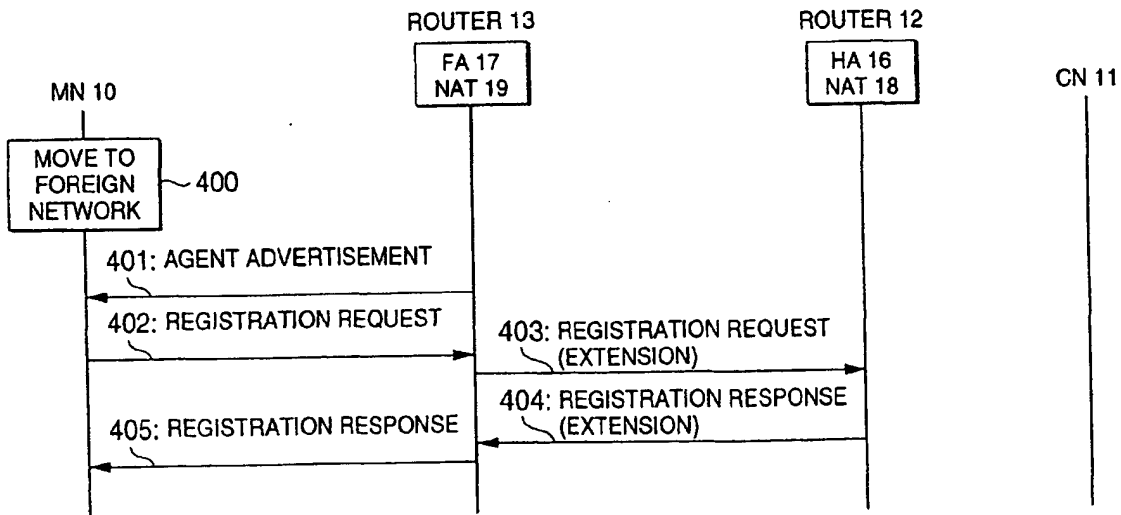 ROUTER 13
ROUTER 12
FA 17
NAT 19
HA 16
NAT 18
MN 10
CN 11
MOVE TO
FOREIGN
NETWORK
400
401: AGENT ADVERTISEMENT
402: REGISTRATION REQUEST
403: REGISTRATION REQUEST
(EXTENSION)
404: REGISTRATION RESPONSE
(EXTENSION)
405: REGISTRATION RESPONSE